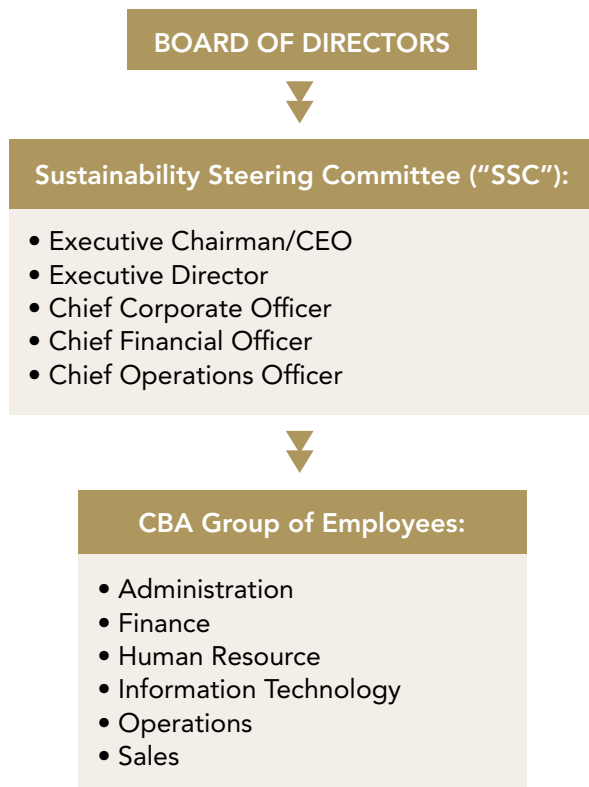 BOARD OF DIRECTORS
Sustainability Steering Committee (“SSC”):
• Executive Chairman/CEO
• Executive Director
• Chief Corporate Officer
• Chief Financial Officer
• Chief Operations Officer
CBA Group of Employees:
• Administration
• Finance
• Human Resource
• Information Technology
• Operations
• Sales